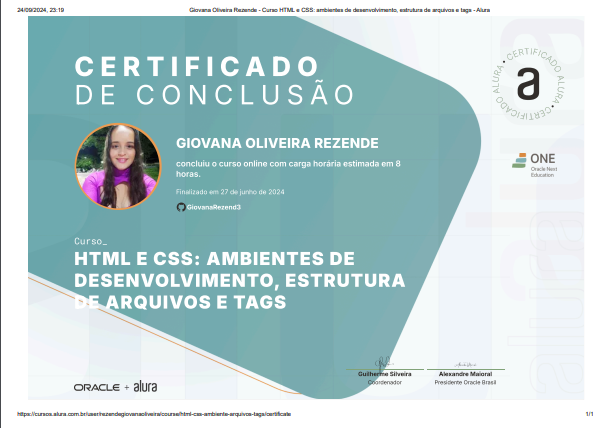 24/09/2024, 23:19
Giovana Oliveira Rezende - Curso HTML e CSS: ambientes de desenvolvimento, estrutura de arquivos e tags - Alura
CERTIFICADO
DE CONCLUSÃO
CERTIFICADO ALURA • CERTIFICADO ALURA •
a
GIOVANA OLIVEIRA REZENDE
concluiu o curso online com carga horária estimada em 8
horas.
Finalizado em 27 de junho de 2024
GiovanaRezend3
ONE
Oracle Next
Education
Curso_
HTML E CSS: AMBIENTES DE
DESENVOLVIMENTO, ESTRUTURA
DE ARQUIVOS E TAGS
Guilherme Silveira
Coordenador
Alexandre Maioral
Presidente Oracle Brasil
ORACLE + alura
https://cursos.alura.com.br/user/rezendegiovanaoliveira/course/html-css-ambiente-arquivos-tags/certificate
1/1